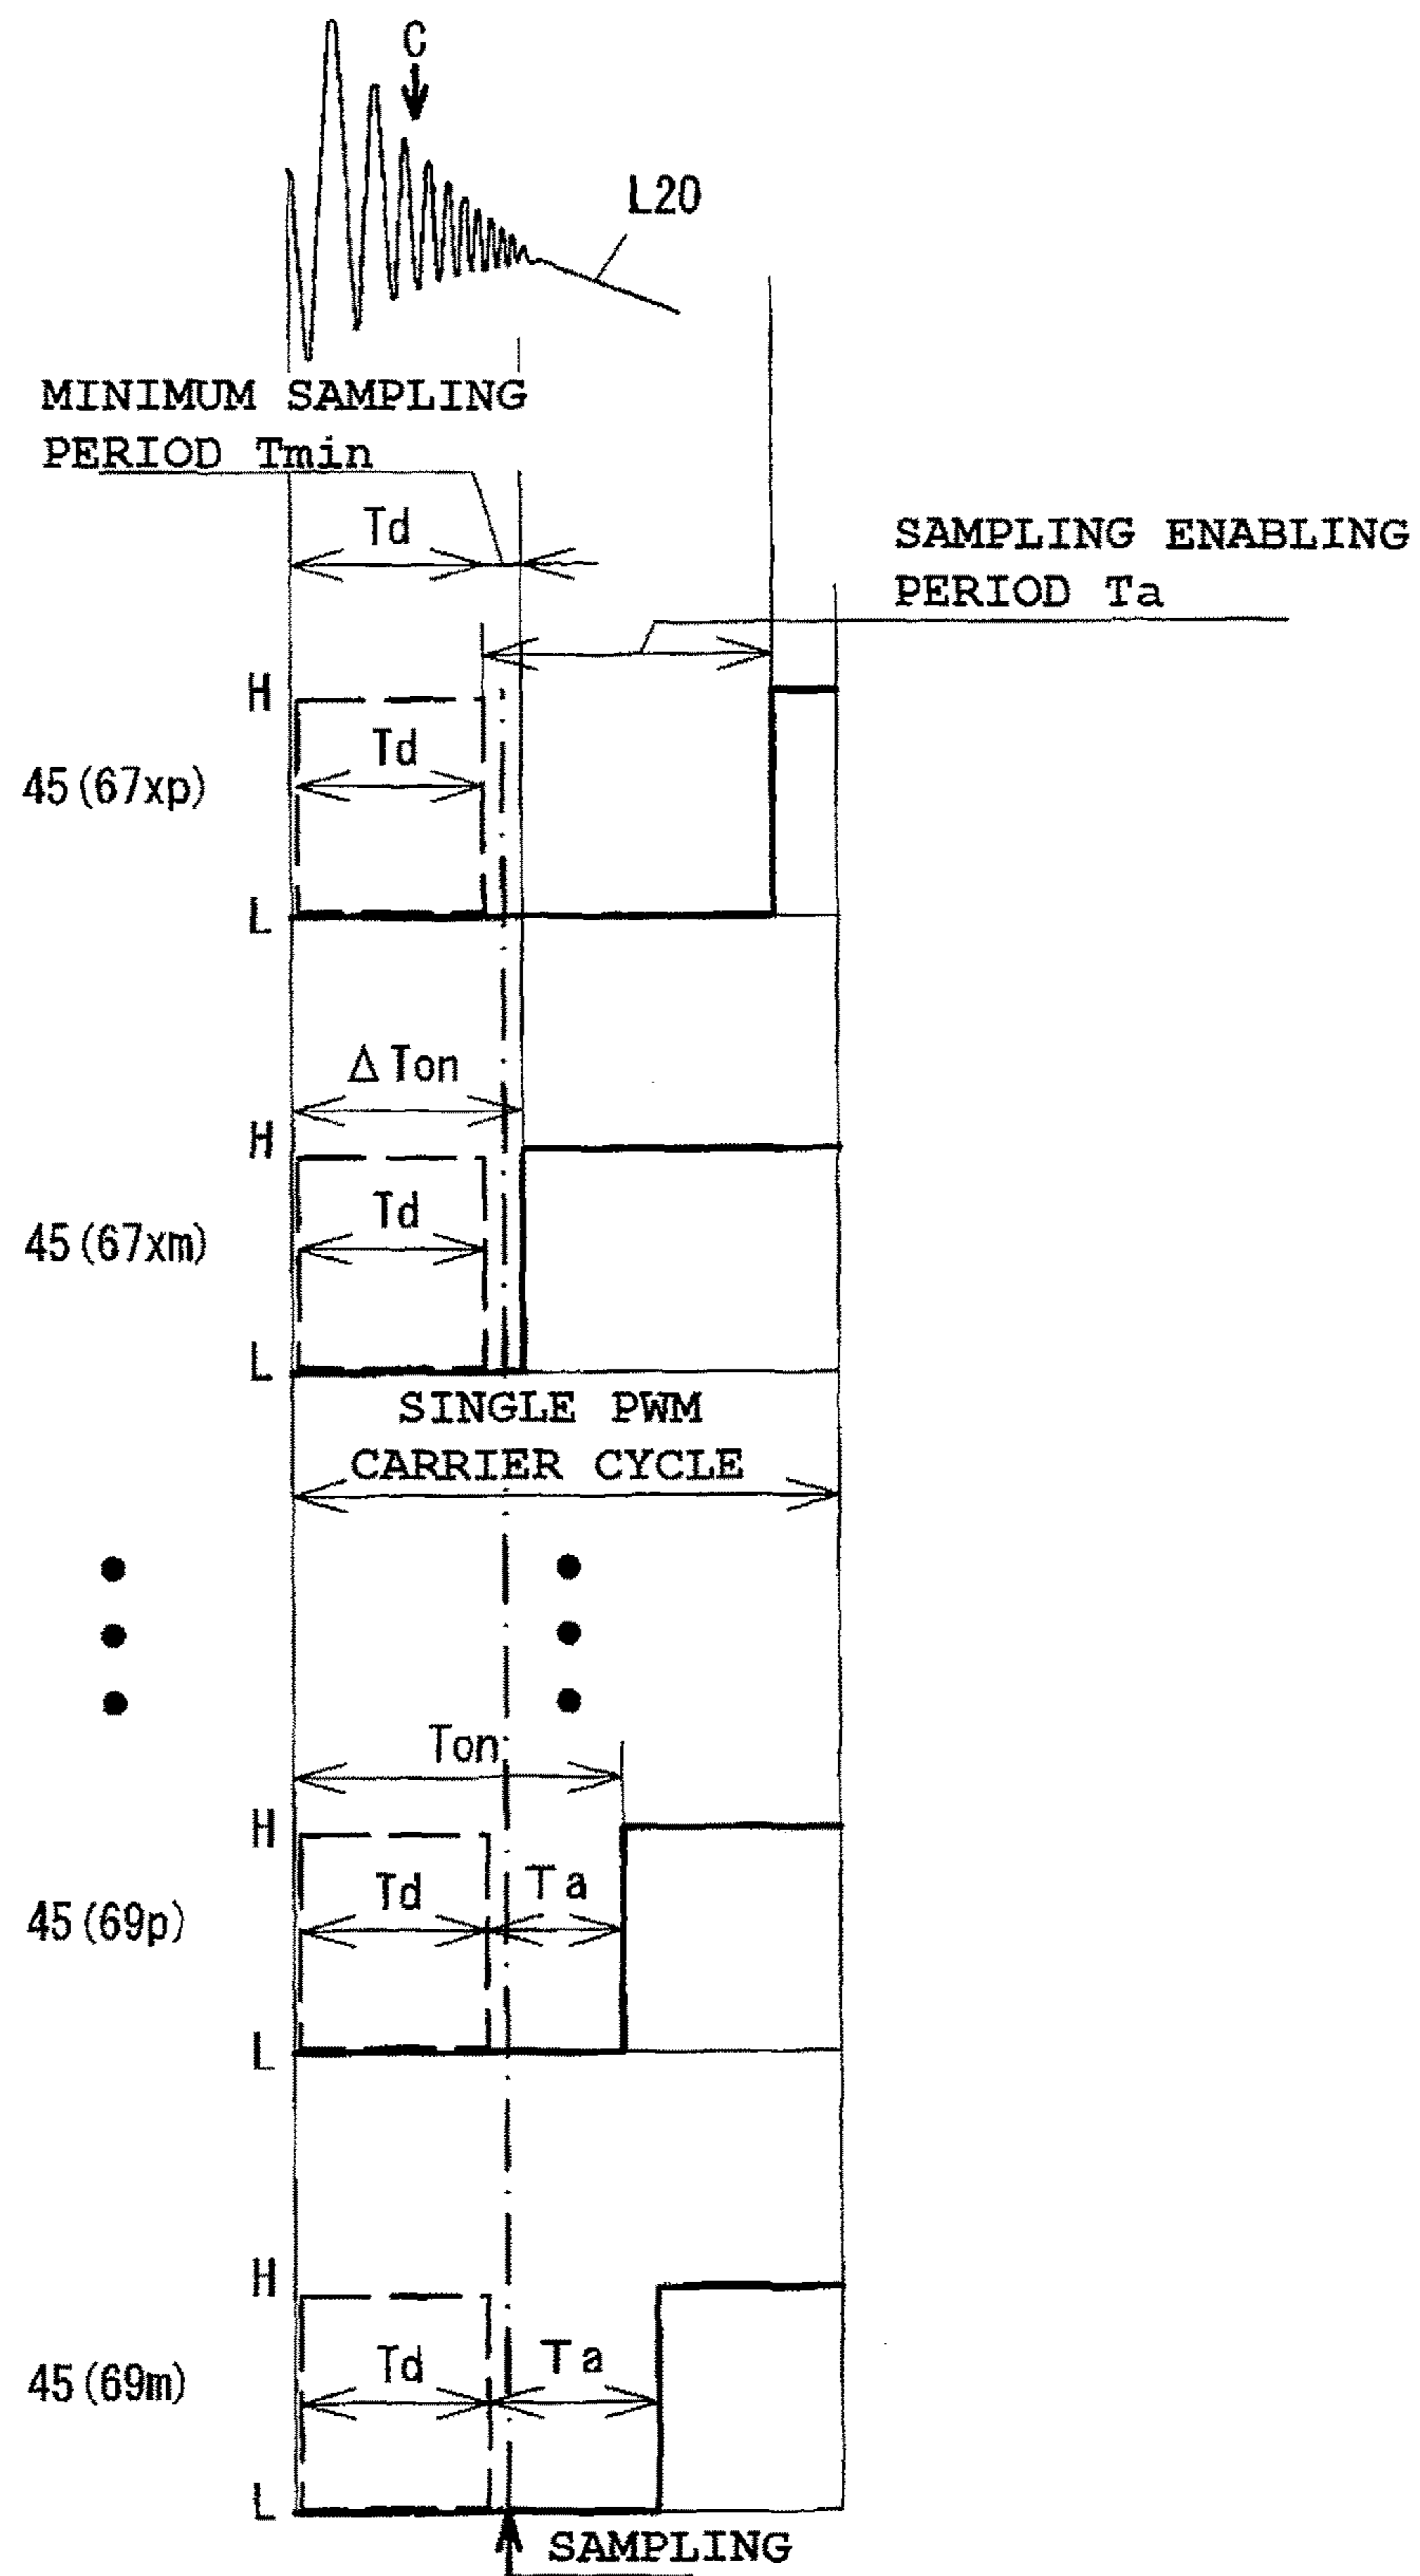 C
L20
MINIMUM SAMPLING
PERIOD Tmin
Td
SAMPLING ENABLING
PERIOD Ta
H
Td
45(67xp)
L
ΔTon
H
Td
45(67xm)
L
SINGLE PWM
CARRIER CYCLE
Ton
H
Td
Ta
45(69p)
L
H
Td
Ta
45(69m)
L
SAMPLING